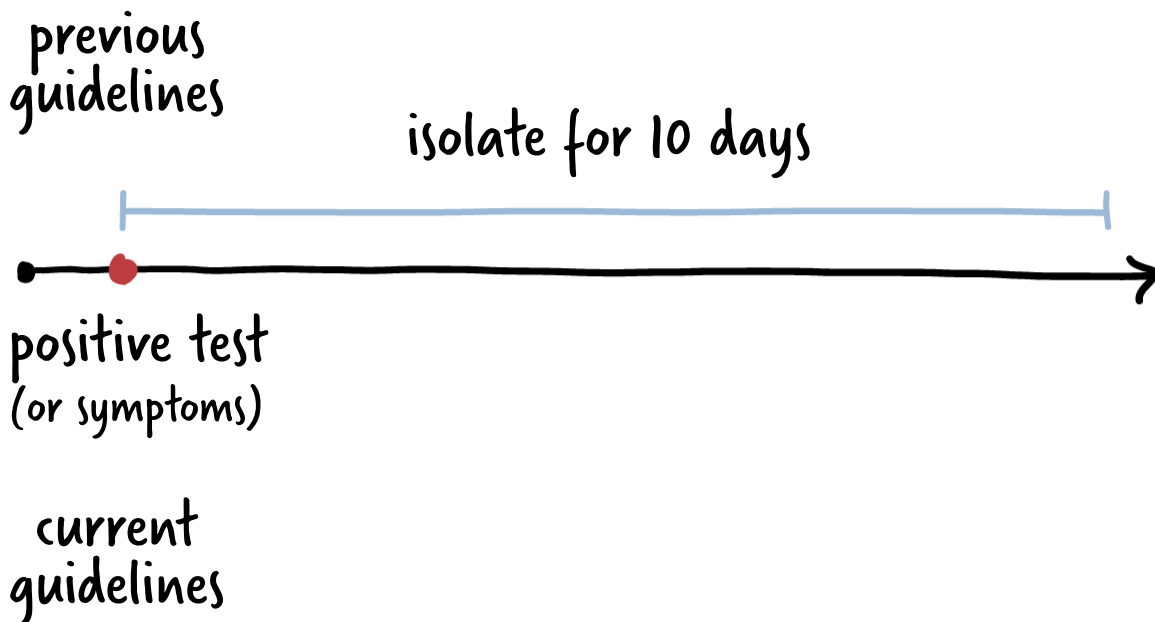 previous
guidelines
isolate for 10 days
positive test
(or symptoms)
current
guidelines